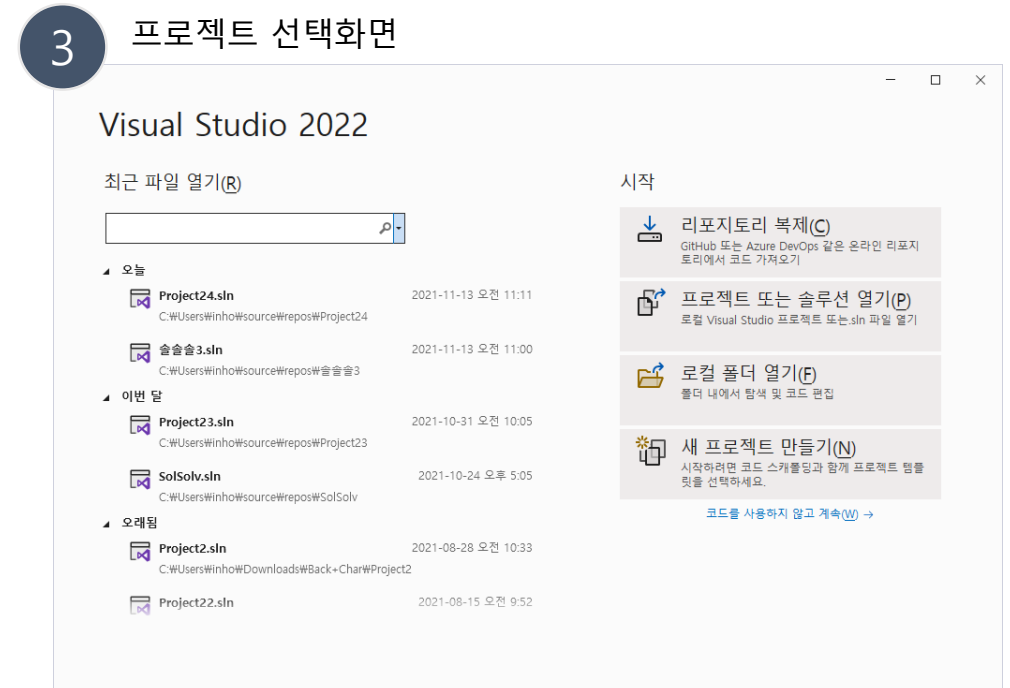 3
프로젝트 선택화면
Visual Studio 2022
최근 파일 열기(R)
오늘
Project24.sln 2021-11-13 오전 11:11
C:₩Users₩inho₩source₩repos₩Project24
솔솔솔3.sln 2021-11-13 오전 11:00
C:₩Users₩inho₩source₩repos₩솔솔솔3
이번 달
Project23.sln 2021-10-31 오전 10:05
C:₩Users₩inho₩source₩repos₩Project23
SolSolv.sln 2021-10-24 오후 5:05
C:₩Users₩inho₩source₩repos₩SolSolv
오래됨
Project2.sln 2021-08-28 오전 10:33
C:₩Users₩inho₩Downloads₩Back+Char₩Project2
Project22.sln 2021-08-15 오전 9:52
시작
리포지토리 복제(C)
GitHub 또는 Azure DevOps 같은 온라인 리포지
토리에서 코드 가져오기
프로젝트 또는 솔루션 열기(P)
로컬 Visual Studio 프로젝트 또는.sln 파일 열기
로컬 폴더 열기(F)
폴더 내에서 탐색 및 코드 편집
새 프로젝트 만들기(N)
시작하려면 코드 스캐폴딩과 함께 프로젝트 템플
릿을 선택하세요.
코드를 사용하지 않고 계속(W) →